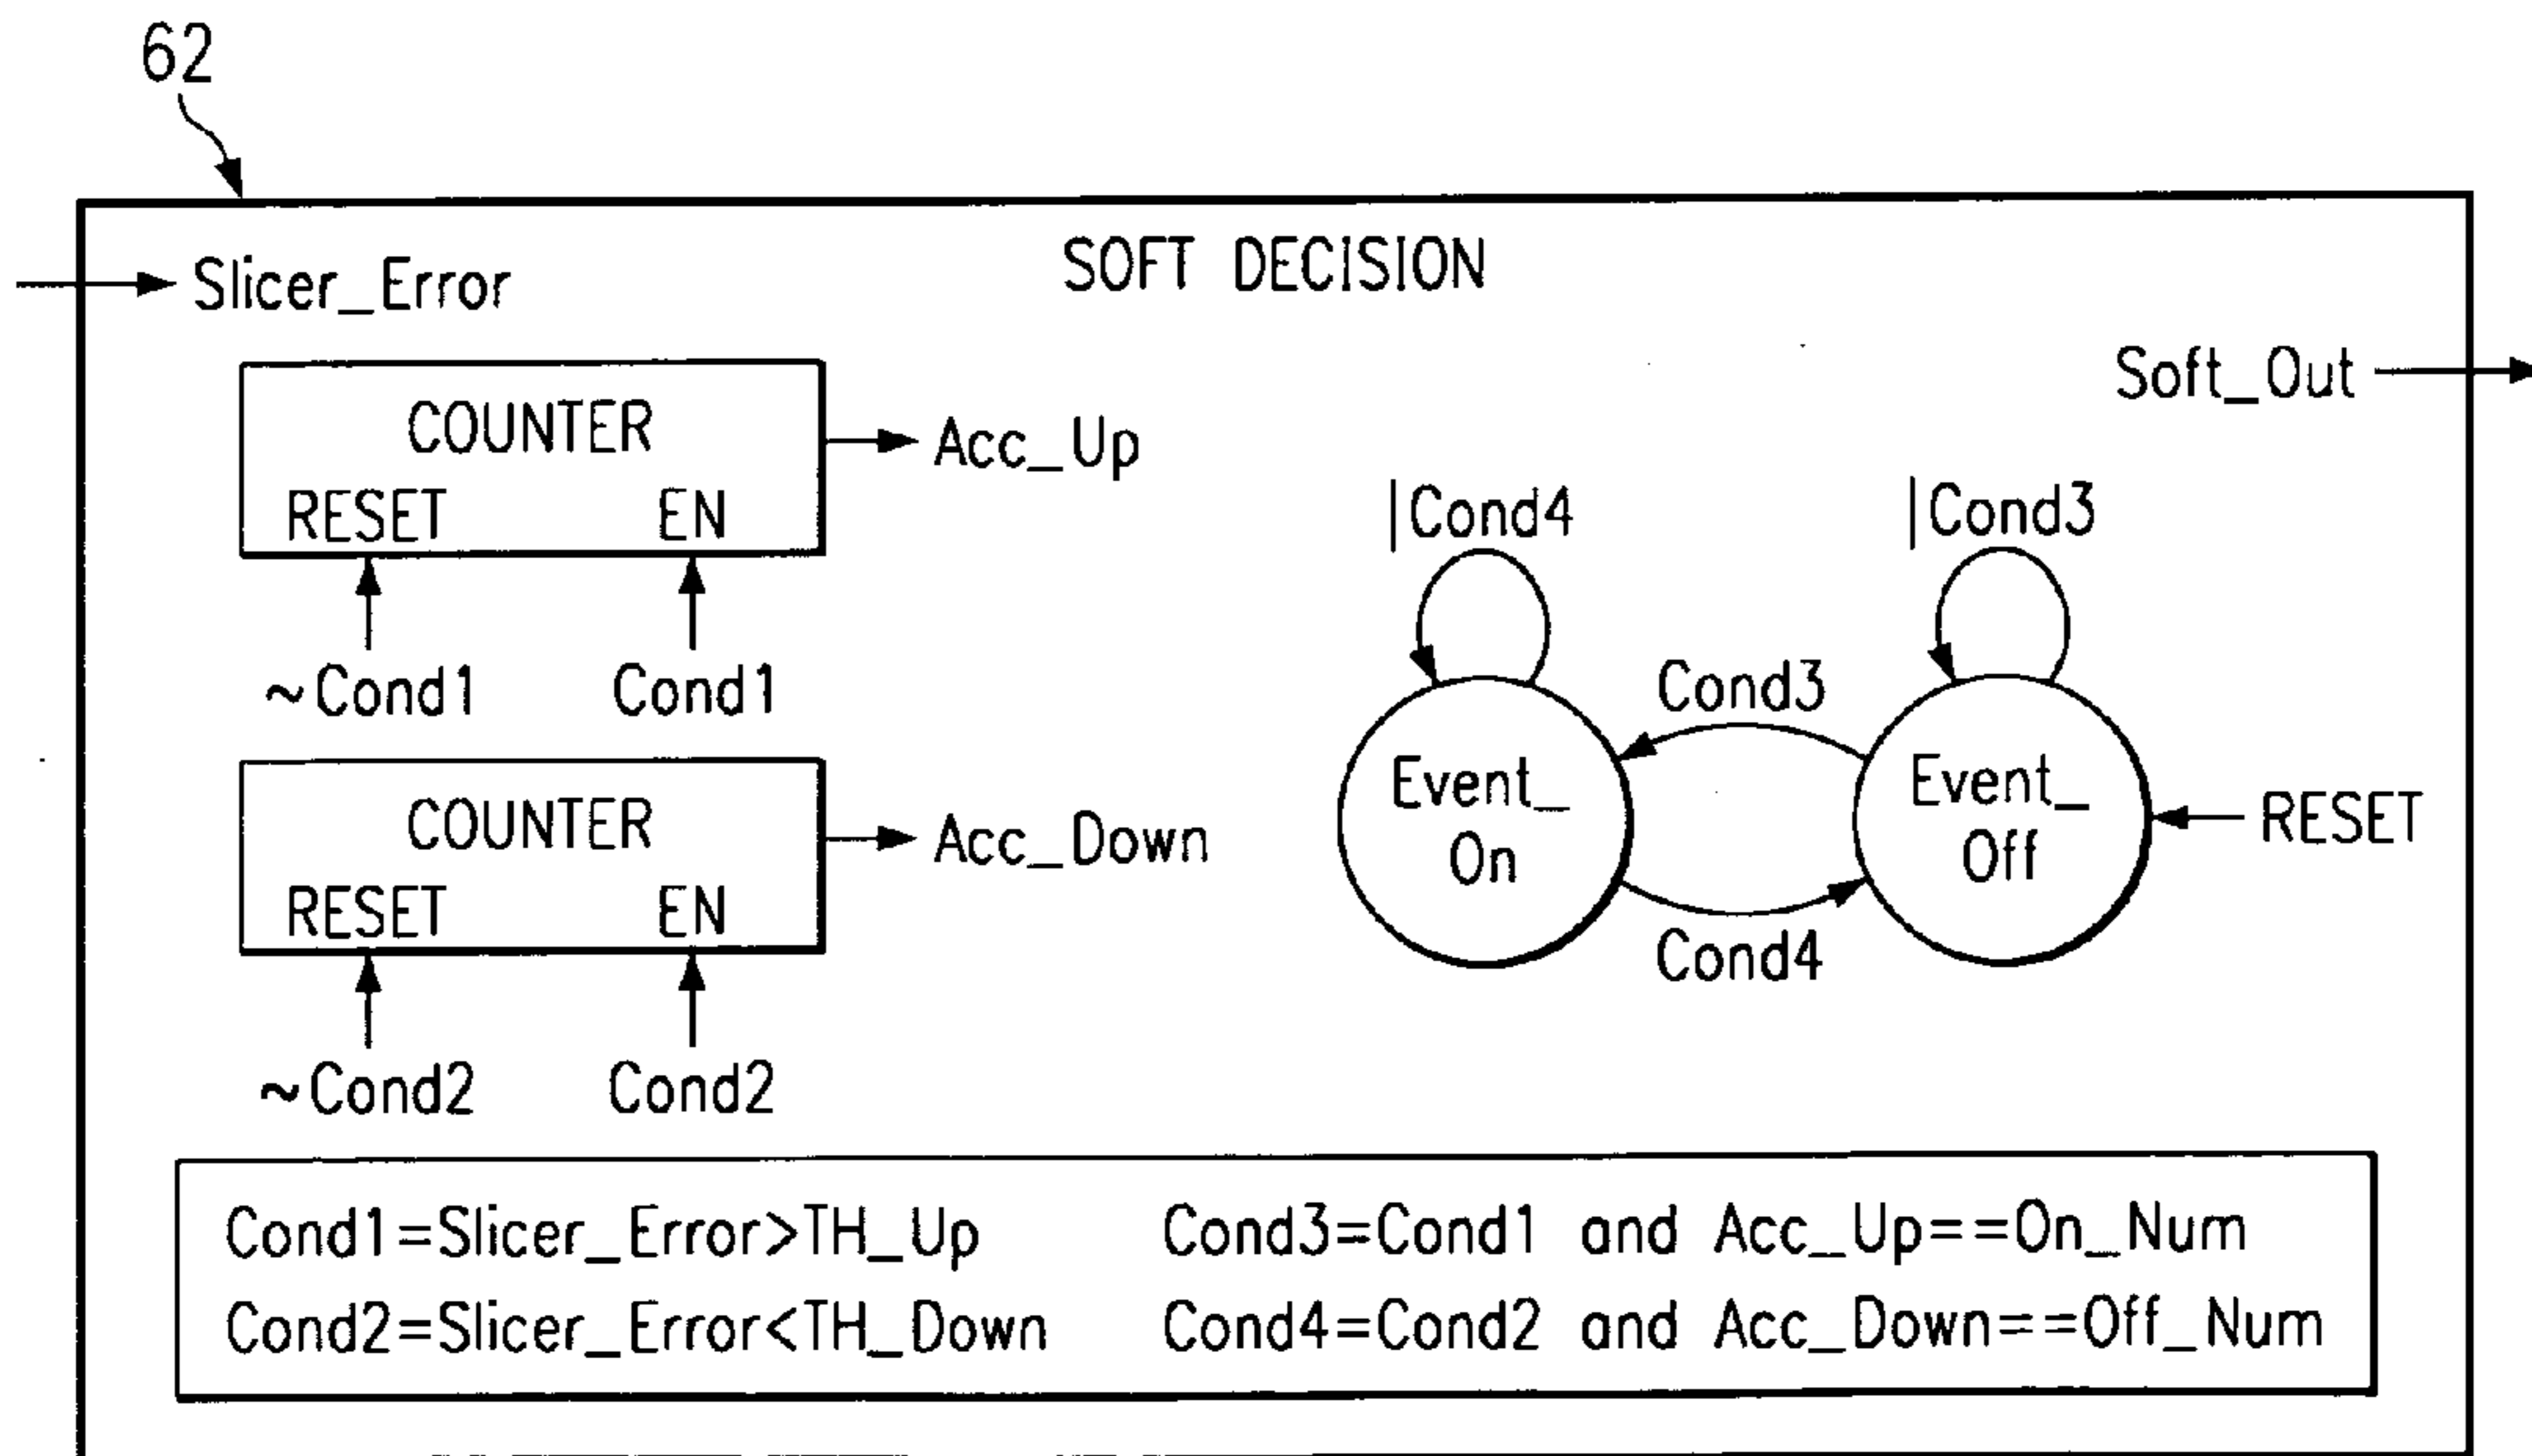 62
SOFT DECISION
Slicer_Error
Soft_Out
COUNTER
RESET EN
Acc_Up
~Cond1 Cond1
COUNTER
RESET EN
Acc_Down
~Cond2 Cond2
|Cond4
|Cond3
Cond3
Event_
On
Event_
Off
RESET
Cond4
Cond1=Slicer_Error>TH_Up Cond3=Cond1 and Acc_Up==On_Num
Cond2=Slicer_Error<TH_Down Cond4=Cond2 and Acc_Down==Off_Num